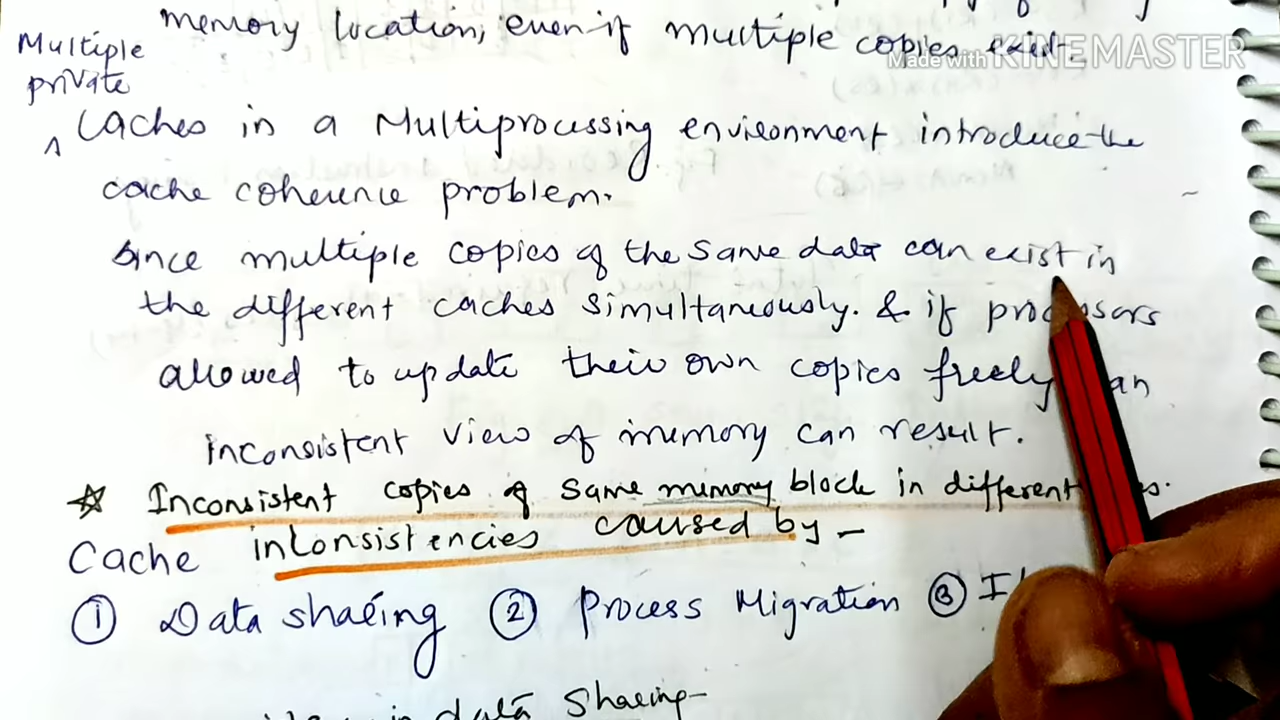 memory location, even if multiple copies exist.
Made with KINEMASTER
Multiple
private
^ Caches in a Multiprocessing environment introduce the
cache coherence problem.
Since multiple copies of the same data can exist in
the different caches simultaneously. & if processors
allowed to update their own copies freely an
inconsistent view of memory can result.
☆ Inconsistent copies of same memory block in different
Cache inconsistencies caused by –
① Data sharing ② Process Migration ③ I
in data sharing –